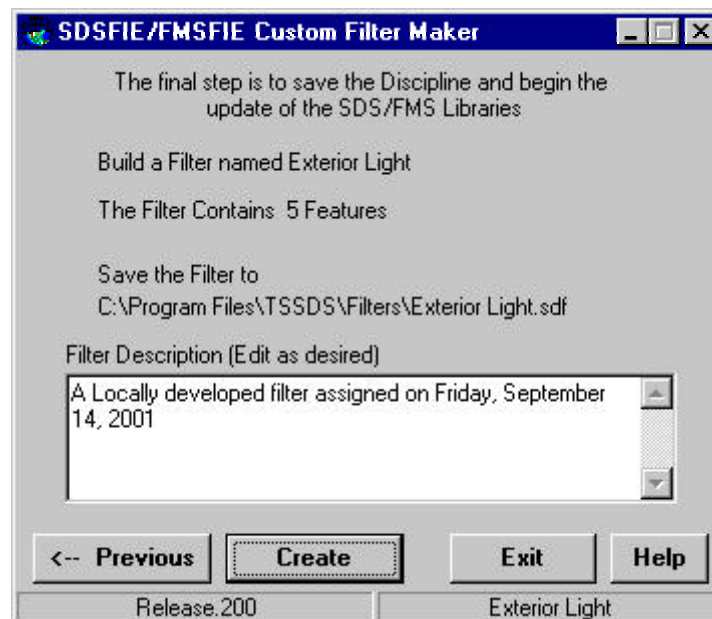 SDSFIE/FMSFIE Custom Filter Maker
The final step is to save the Discipline and begin the
update of the SDS/FMS Libraries
Build a Filter named Exterior Light
The Filter Contains 5 Features
Save the Filter to
C:\Program Files\TSSDS\Filters\Exterior Light.sdf
Filter Description (Edit as desired)
A Locally developed filter assigned on Friday, September
14, 2001
<-- Previous Create Exit Help
Release.200 Exterior Light